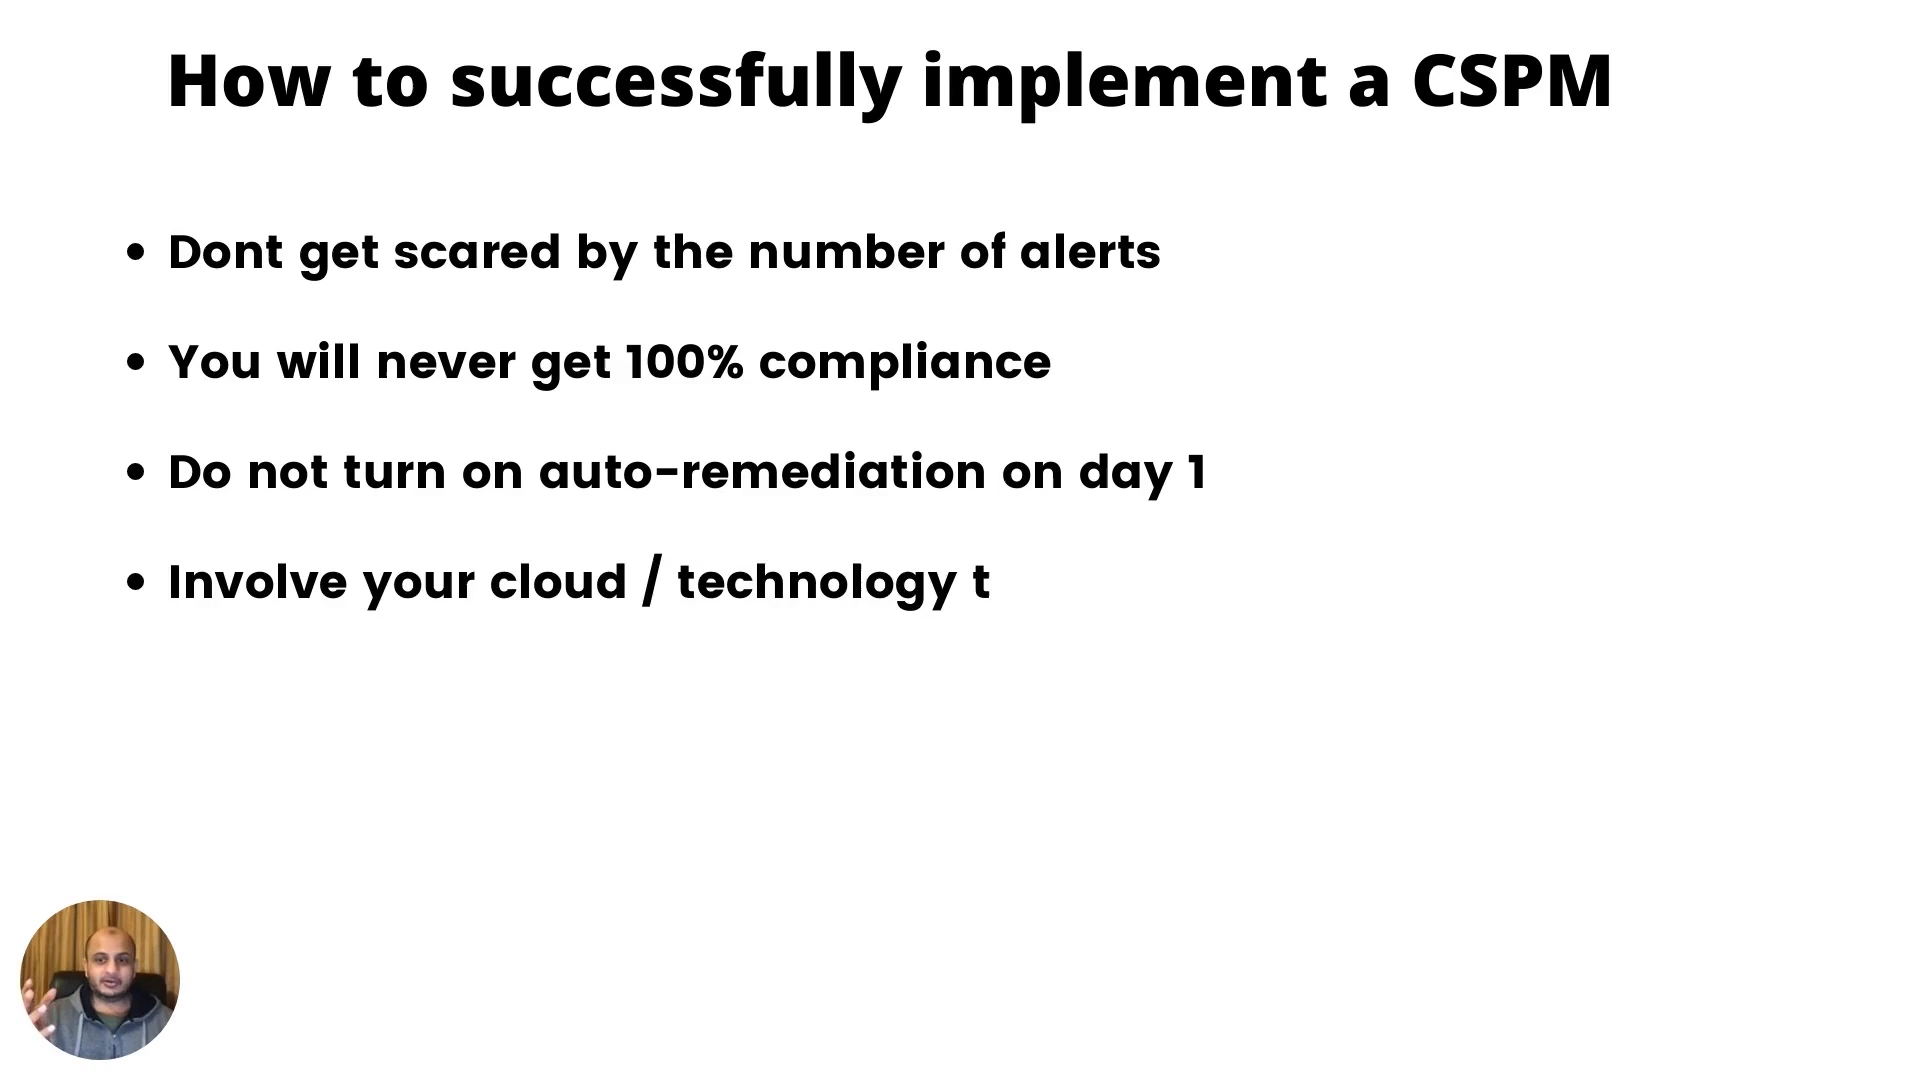 How to successfully implement a CSPM
• Dont get scared by the number of alerts
• You will never get 100% compliance
• Do not turn on auto-remediation on day 1
• Involve your cloud / technology t